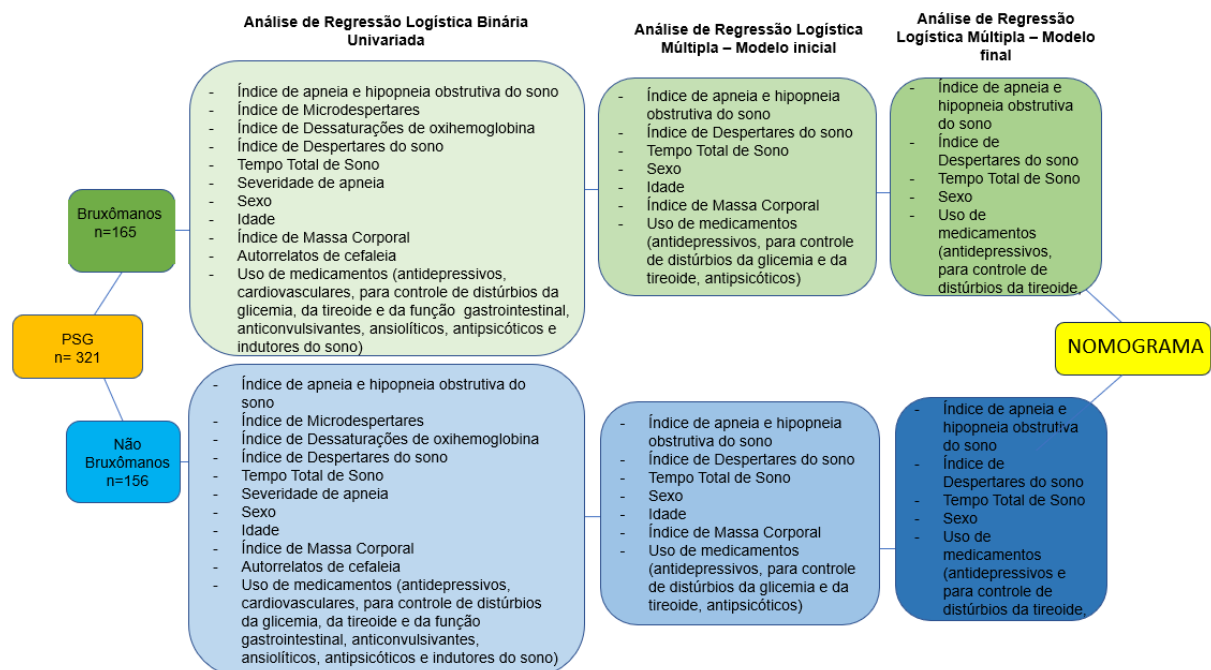 Análise de Regressão Logística Binária
Univariada
Análise de Regressão Logística
Múltipla – Modelo inicial
Análise de Regressão
Logística Múltipla – Modelo
final
- Índice de apneia e hipopneia obstrutiva do sono
- Índice de Microdespertares
- Índice de Dessaturações de oxihemoglobina
- Índice de Despertares do sono
- Tempo Total de Sono
- Severidade de apneia
- Sexo
- Idade
- Índice de Massa Corporal
- Autorrelatos de cefaleia
- Uso de medicamentos (antidepressivos,
cardiovasculares, para controle de distúrbios da
glicemia, da tireoide e da função gastrointestinal,
anticonvulsivantes, ansiolíticos, antipsicóticos e
indutores do sono)
- Índice de apneia e hipopneia
obstrutiva do sono
- Índice de Despertares do sono
- Tempo Total de Sono
- Sexo
- Idade
- Índice de Massa Corporal
- Uso de medicamentos
(antidepressivos, para controle
de distúrbios da glicemia e da
tireoide, antipsicóticos)
- Índice de apneia e
hipopneia obstrutiva
do sono
- Índice de
Despertares do sono
- Tempo Total de Sono
- Sexo
- Uso de
medicamentos
(antidepressivos,
para controle de
distúrbios da tireoide,
Bruxômanos
n=165
PSG
n= 321
Não
Bruxômanos
n=156
NOMOGRAMA
- Índice de apneia e hipopneia obstrutiva do
sono
- Índice de Microdespertares
- Índice de Dessaturações de oxihemoglobina
- Índice de Despertares do sono
- Tempo Total de Sono
- Severidade de apneia
- Sexo
- Idade
- Índice de Massa Corporal
- Autorrelatos de cefaleia
- Uso de medicamentos (antidepressivos,
cardiovasculares, para controle de distúrbios
da glicemia, da tireoide e da função
gastrointestinal, anticonvulsivantes,
ansiolíticos, antipsicóticos e indutores do sono)
- Índice de apneia e hipopneia
obstrutiva do sono
- Índice de Despertares do sono
- Tempo Total de Sono
- Sexo
- Idade
- Índice de Massa Corporal
- Uso de medicamentos
(antidepressivos, para controle
de distúrbios da glicemia e da
tireoide, antipsicóticos)
- Índice de apneia e
hipopneia obstrutiva
do sono
- Índice de
Despertares do sono
- Tempo Total de Sono
- Sexo
- Uso de
medicamentos
(antidepressivos e
para controle de
distúrbios da tireoide,